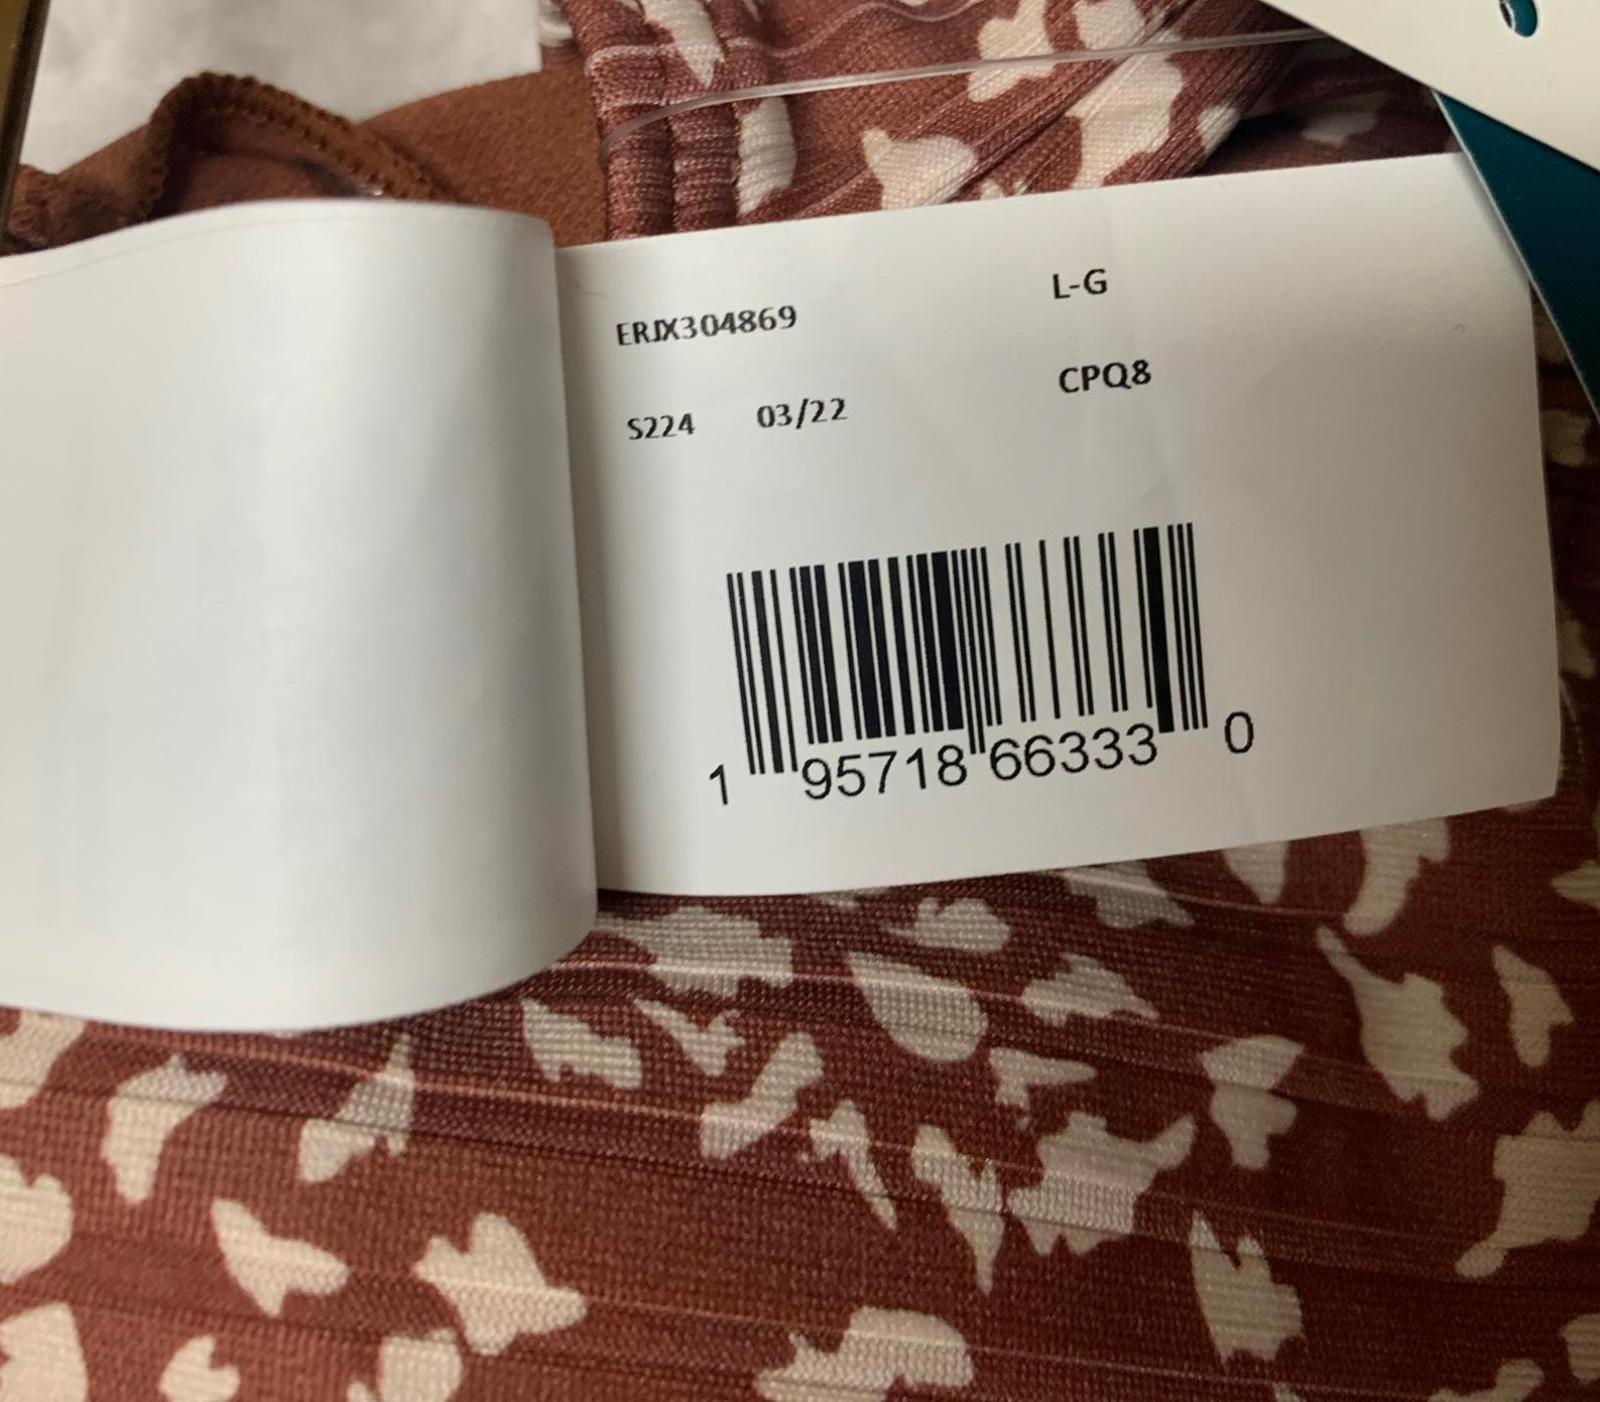 ERJX304869 L-G
S224 03/22 CPQ8
1 95718 66333 0